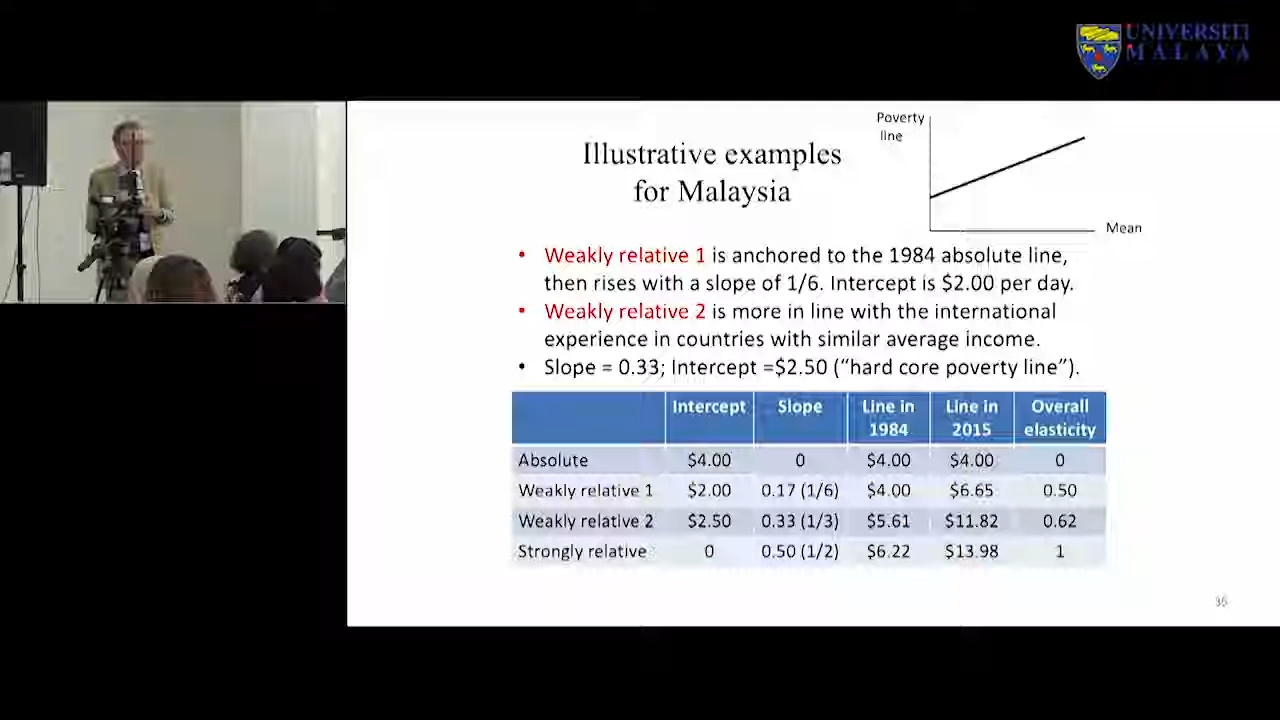 UNIVERSITI
MALAYA
Poverty
line
Mean
Illustrative examples
for Malaysia
• Weakly relative 1 is anchored to the 1984 absolute line,
then rises with a slope of 1/6. Intercept is $2.00 per day.
• Weakly relative 2 is more in line with the international
experience in countries with similar average income.
• Slope = 0.33; Intercept =$2.50 (“hard core poverty line”).
Intercept Slope Line in 1984 Line in 2015 Overall elasticity
Absolute $4.00 0 $4.00 $4.00 0
Weakly relative 1 $2.00 0.17 (1/6) $4.00 $6.65 0.50
Weakly relative 2 $2.50 0.33 (1/3) $5.61 $11.82 0.62
Strongly relative 0 0.50 (1/2) $6.22 $13.98 1